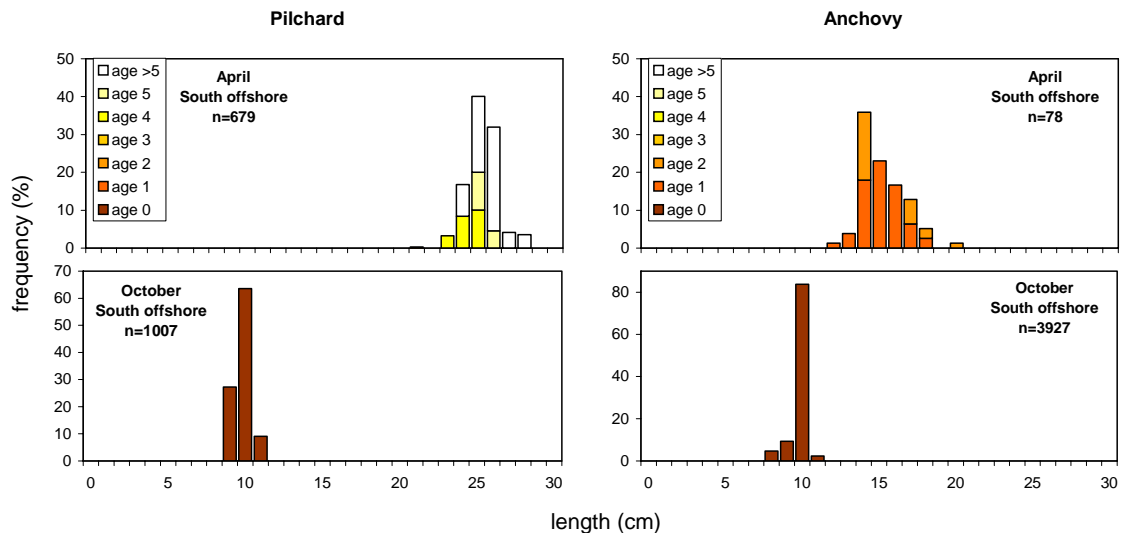 Pilchard
Anchovy
frequency (%)
50
40
30
20
10
0
age >5
age 5
age 4
age 3
age 2
age 1
age 0
April
South offshore
n=679
50
40
30
20
10
0
age >5
age 5
age 4
age 3
age 2
age 1
age 0
April
South offshore
n=78
70
60
50
40
30
20
10
0
October
South offshore
n=1007
0 5 10 15 20 25 30
80
60
40
20
0
October
South offshore
n=3927
0 5 10 15 20 25 30
length (cm)